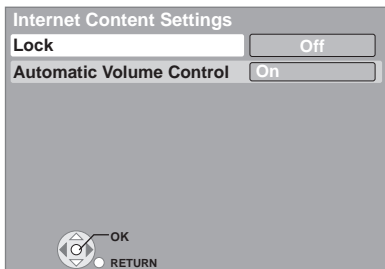 Internet Content Settings
Lock Off
Automatic Volume Control On
OK
RETURN